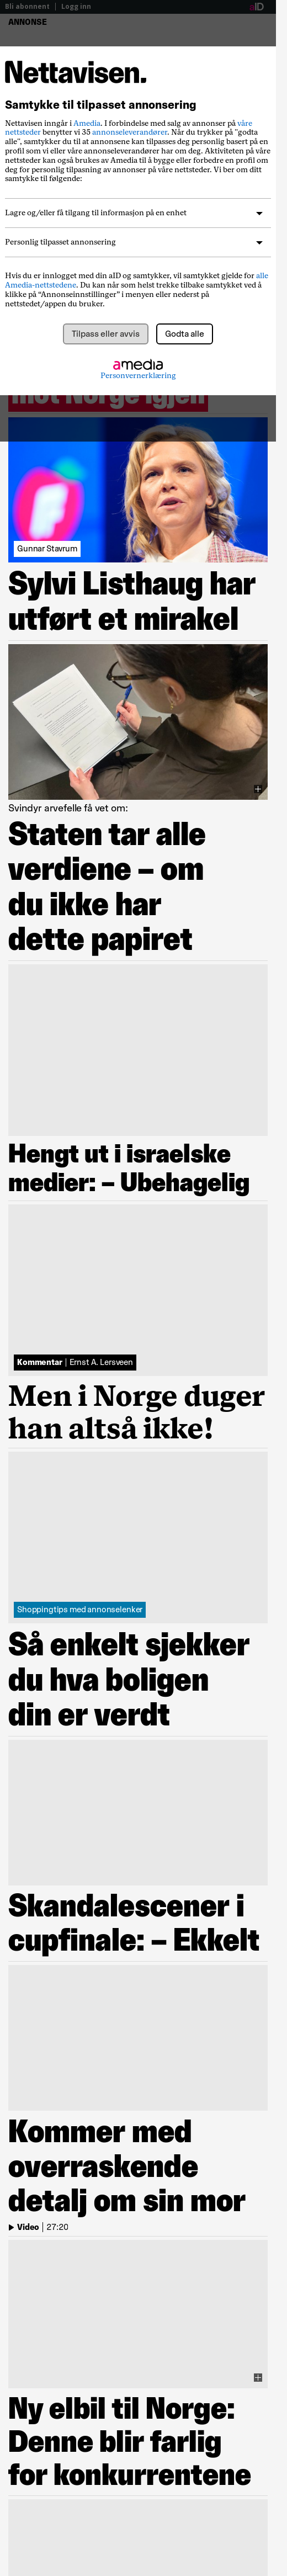 Bli abonnent | Logg inn
aID
ANNONSE
Nettavisen.
Samtykke til tilpasset annonsering
Nettavisen inngår i Amedia. I forbindelse med salg av annonser på våre
nettsteder benytter vi 35 annonseleverandører. Når du trykker på "godta
alle", samtykker du til at annonsene kan tilpasses deg personlig basert på en
profil som vi eller våre annonseleverandører har om deg. Aktiviteten på våre
nettsteder kan også brukes av Amedia til å bygge eller forbedre en profil om
deg for personlig tilpasning av annonser på våre nettsteder. Vi ber om ditt
samtykke til følgende:
Lagre og/eller få tilgang til informasjon på en enhet
Personlig tilpasset annonsering
Hvis du er innlogget med din aID og samtykker, vil samtykket gjelde for alle
Amedia-nettstedene. Du kan når som helst trekke tilbake samtykket ved å
klikke på “Annonseinnstillinger” i menyen eller nederst på
nettstedet/appen du bruker.
Tilpass eller avvis
Godta alle
amedia
Personvernerklæring
mot Norge igjen
Gunnar Stavrum
Sylvi Listhaug har
utført et mirakel
Svindyr arvefelle få vet om:
Staten tar alle
verdiene – om
du ikke har
dette papiret
Hengt ut i israelske
medier: – Ubehagelig
Kommentar | Ernst A. Lersveen
Men i Norge duger
han altså ikke!
Shoppingtips med annonselenker
Så enkelt sjekker
du hva boligen
din er verdt
Skandalescener i
cupfinale: – Ekkelt
Kommer med
overraskende
detalj om sin mor
Video | 27:20
Ny elbil til Norge:
Denne blir farlig
for konkurrentene